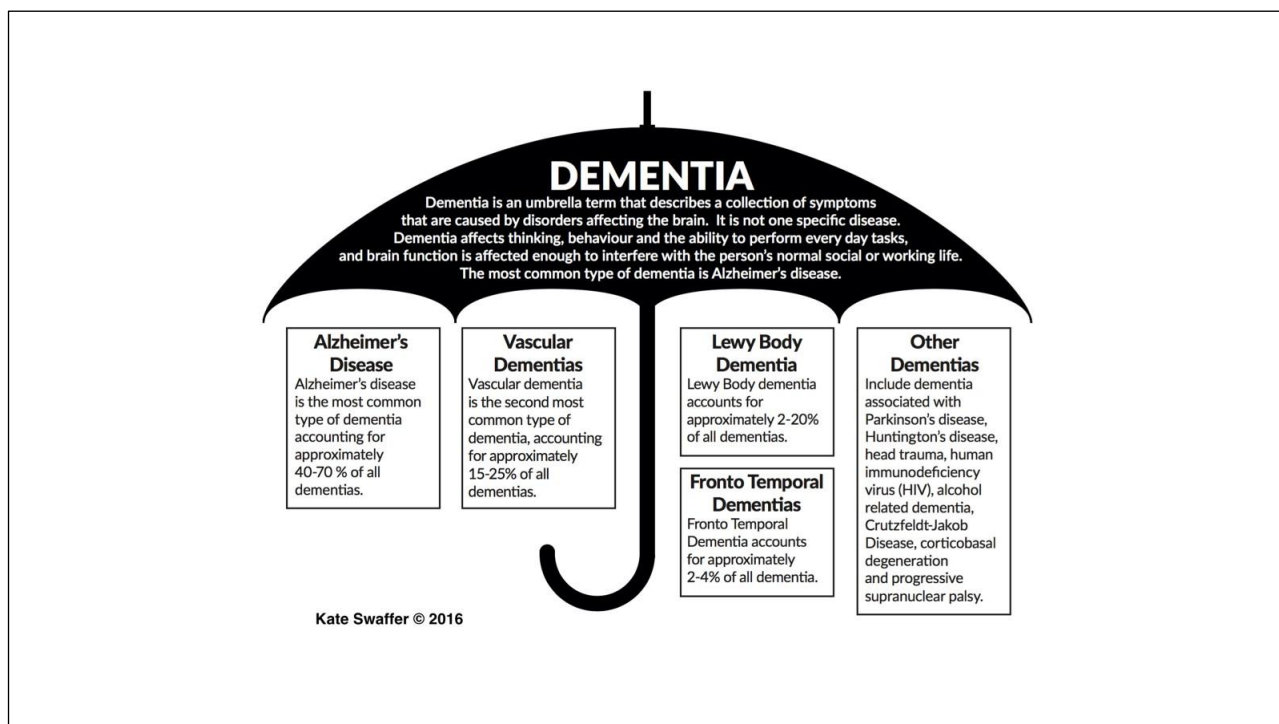 DEMENTIA
Dementia is an umbrella term that describes a collection of symptoms
that are caused by disorders affecting the brain. It is not one specific disease.
Dementia affects thinking, behaviour and the ability to perform every day tasks,
and brain function is affected enough to interfere with the person's normal social or working life.
The most common type of dementia is Alzheimer's disease.
Alzheimer's
Disease
Alzheimer's disease
is the most common
type of dementia
accounting for
approximately
40-70 % of all
dementias.
Vascular
Dementias
Vascular dementia
is the second most
common type of
dementia, accounting
for approximately
15-25% of all
dementias.
Lewy Body
Dementia
Lewy Body dementia
accounts for
approximately 2-20%
of all dementias.
Fronto Temporal
Dementias
Fronto Temporal
Dementia accounts
for approximately
2-4% of all dementia.
Other
Dementias
Include dementia
associated with
Parkinson's disease,
Huntington's disease,
head trauma, human
immunodeficiency
virus (HIV), alcohol
related dementia,
Crutzfeldt-Jakob
Disease, corticobasal
degeneration
and progressive
supranuclear palsy.
Kate Swaffer © 2016